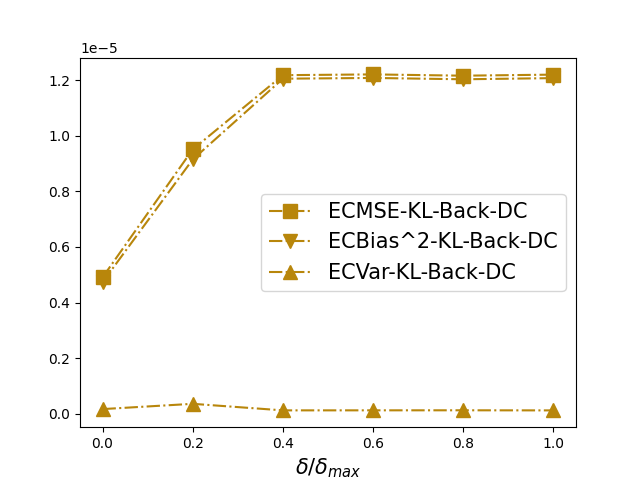 1e−5
1.2
1.0
0.8
0.6
0.4
0.2
0.0
ECMSE-KL-Back-DC
ECBias^2-KL-Back-DC
ECVar-KL-Back-DC
0.0 0.2 0.4 0.6 0.8 1.0
δ/δmax